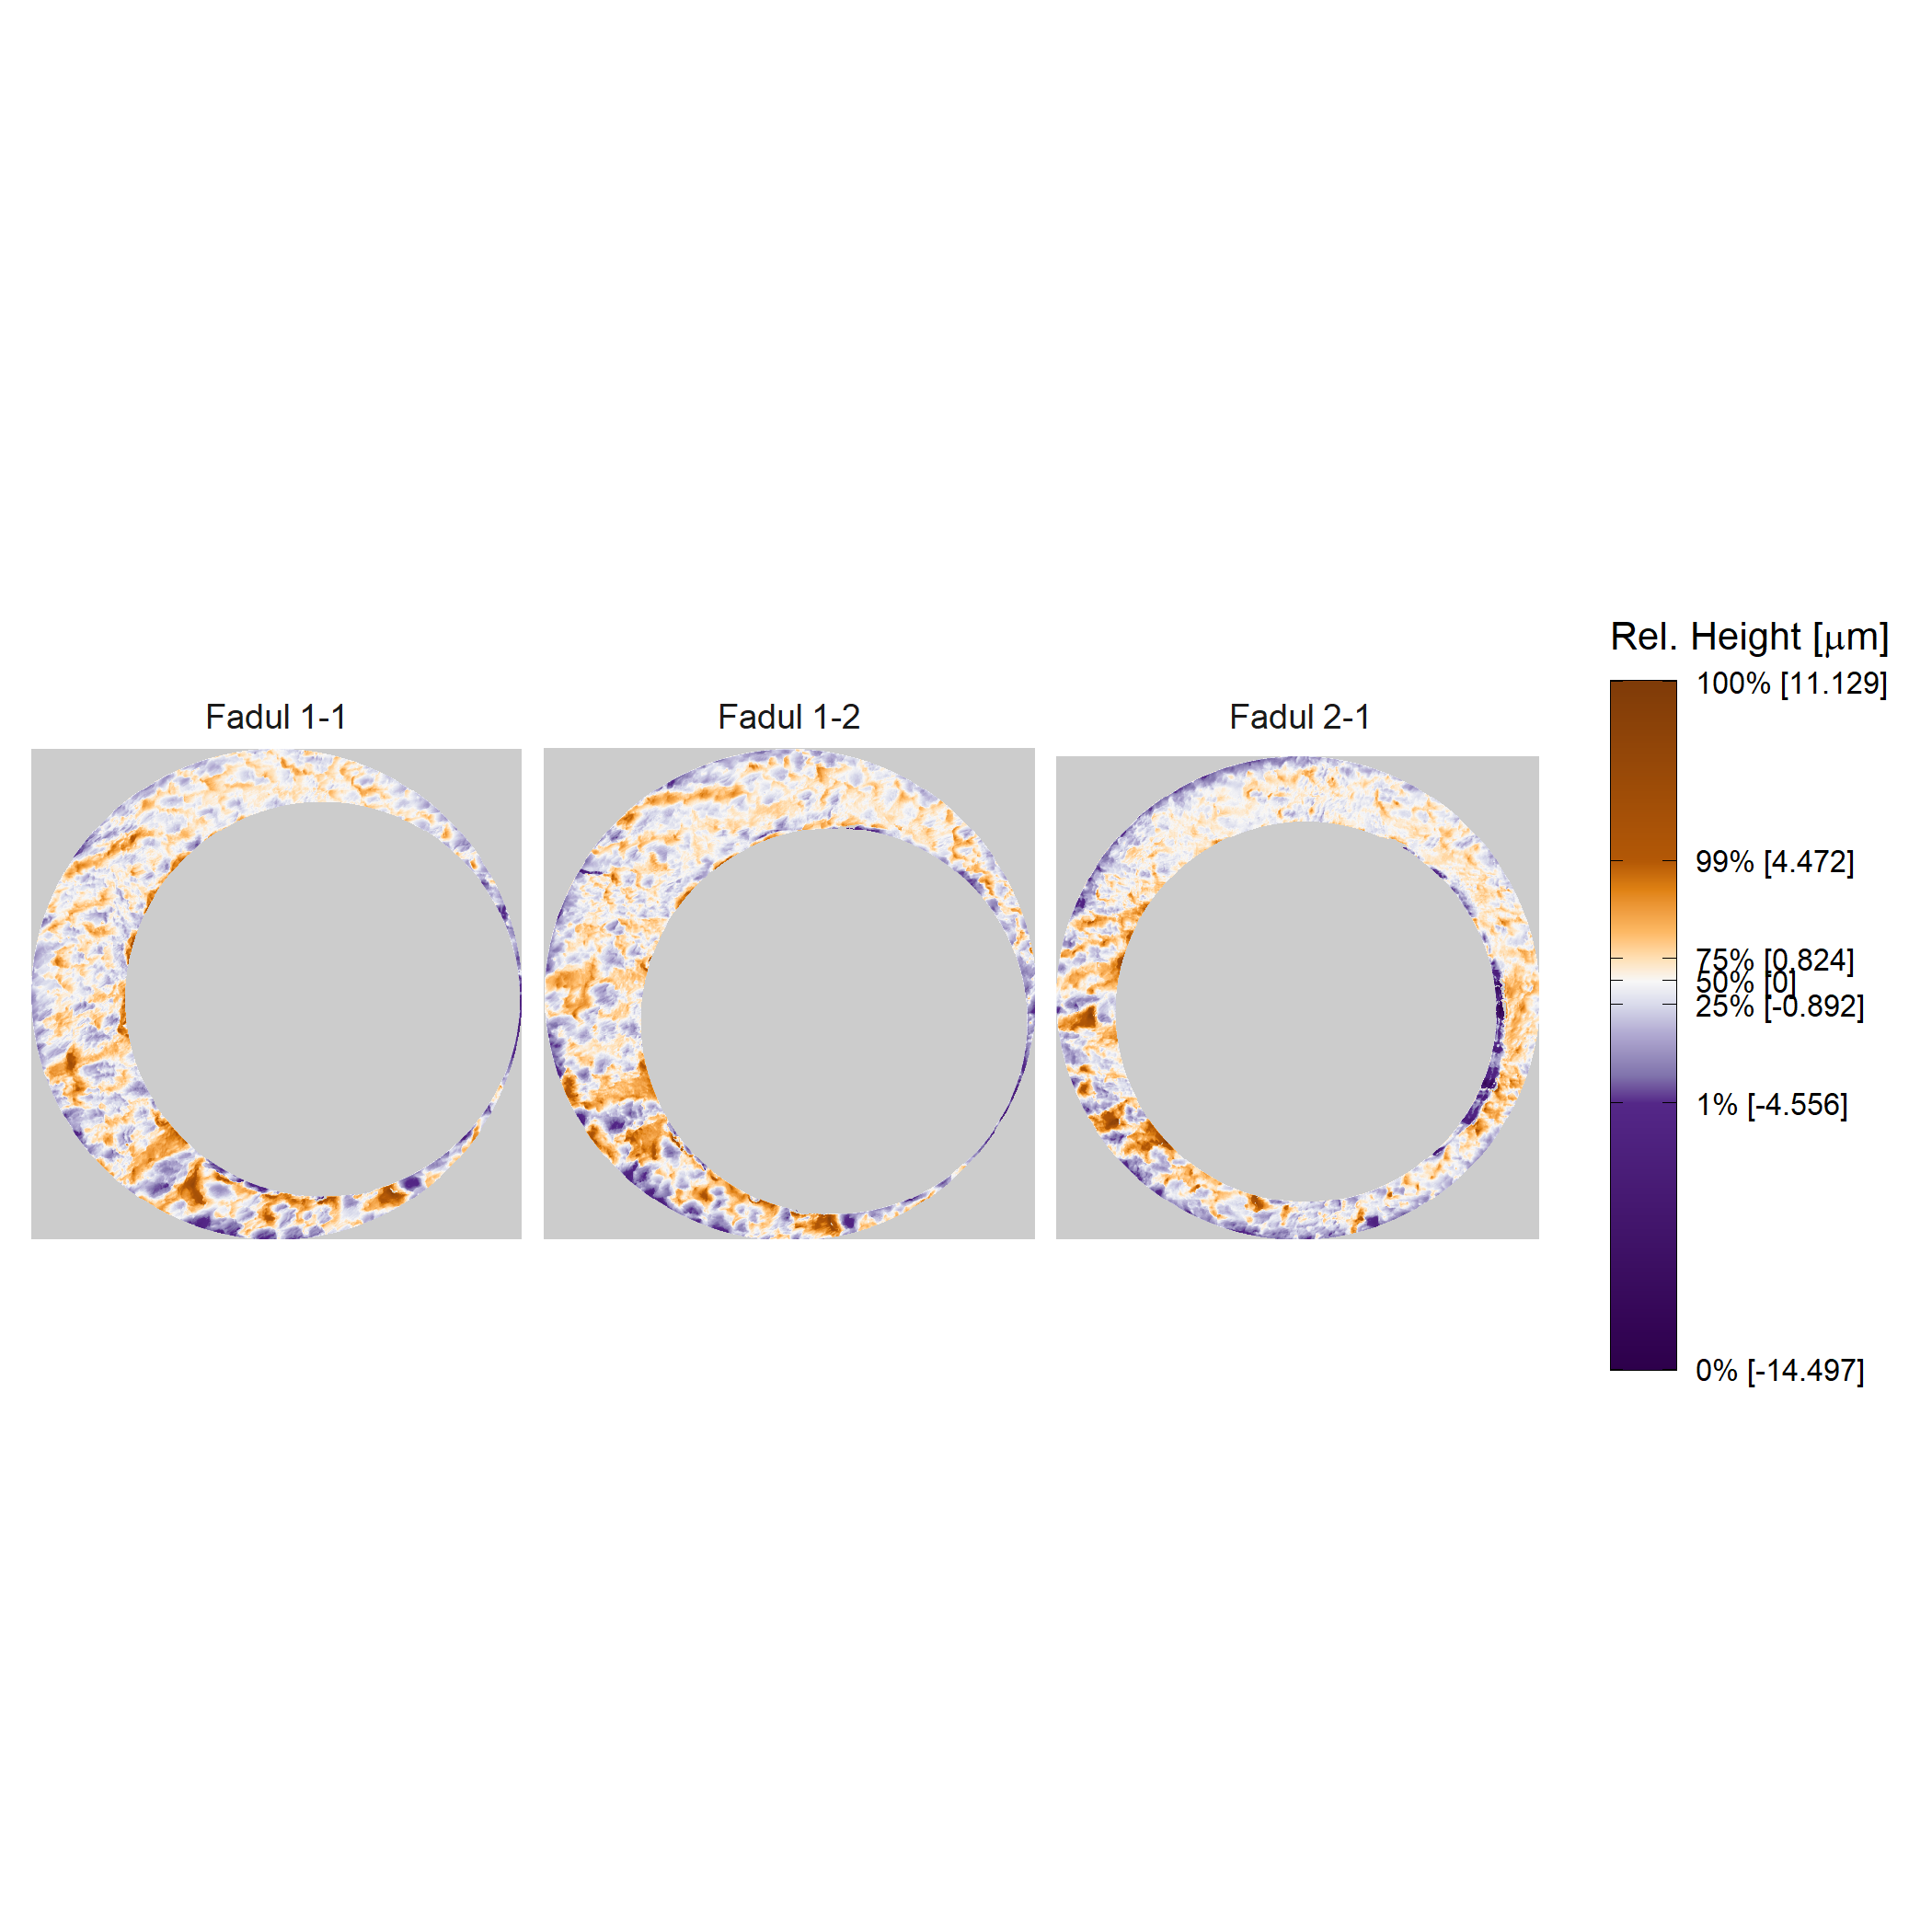 Fadul 1-1
Fadul 1-2
Fadul 2-1
Rel. Height [μm]
100% [11.129]
99% [4.472]
75% [0.824]
50% [0]
25% [-0.892]
1% [-4.556]
0% [-14.497]